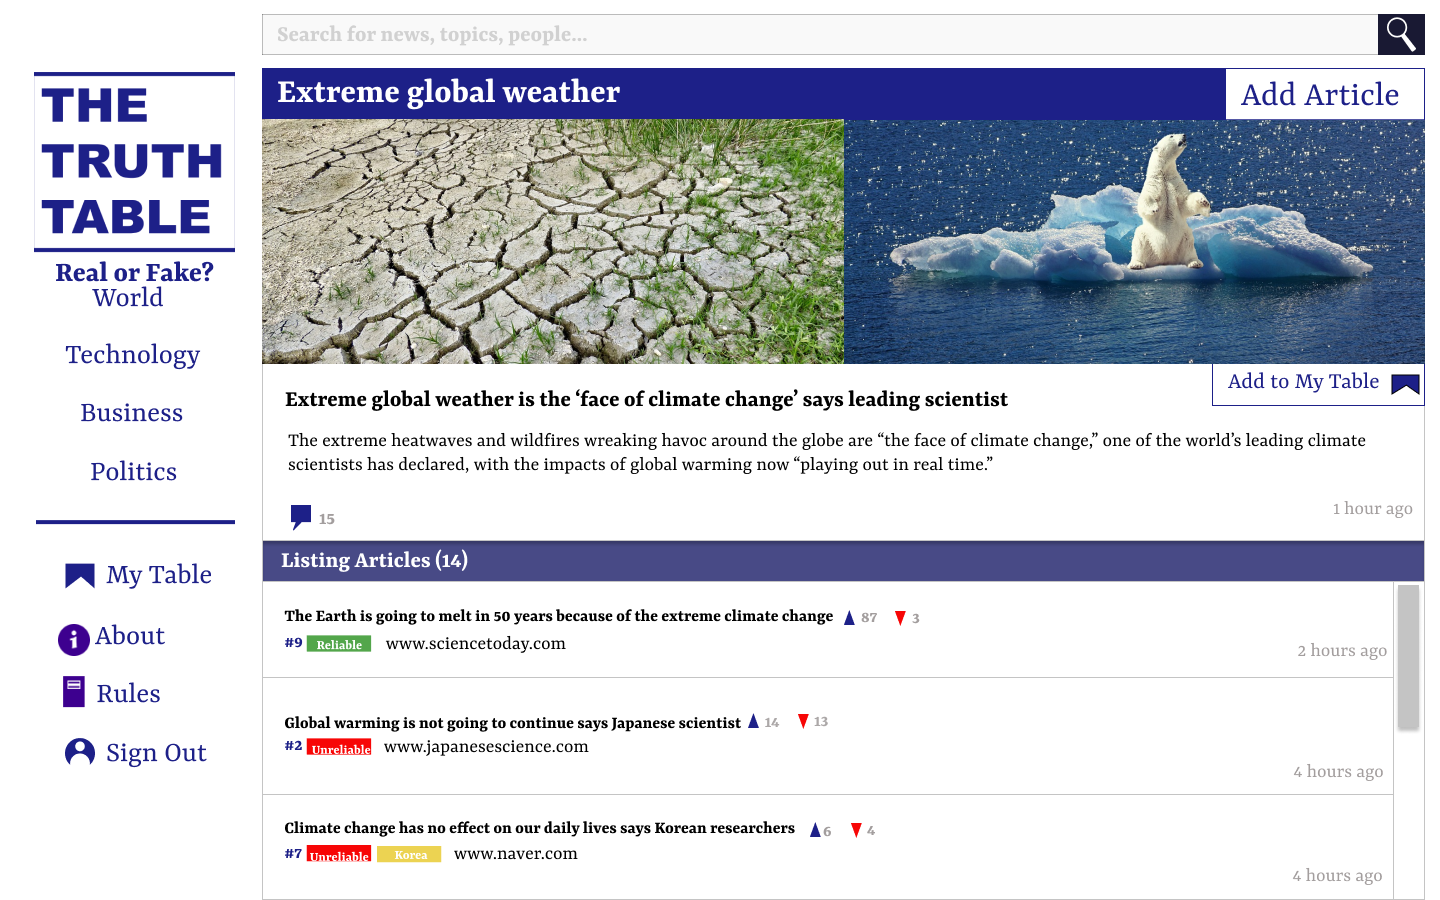 Search for news, topics, people...
THE
TRUTH
TABLE
Real or Fake?
World
Technology
Business
Politics
My Table
About
Rules
Sign Out
Extreme global weather
Add Article
Add to My Table
Extreme global weather is the ‘face of climate change’ says leading scientist
The extreme heatwaves and wildfires wreaking havoc around the globe are “the face of climate change,” one of the world’s leading climate
scientists has declared, with the impacts of global warming now “playing out in real time.”
15
1 hour ago
Listing Articles (14)
The Earth is going to melt in 50 years because of the extreme climate change 87 3
#9 Reliable www.sciencetoday.com
2 hours ago
Global warming is not going to continue says Japanese scientist 14 13
#2 Unreliable www.japanesescience.com
4 hours ago
Climate change has no effect on our daily lives says Korean researchers 6 4
#7 Unreliable Korea www.naver.com
4 hours ago